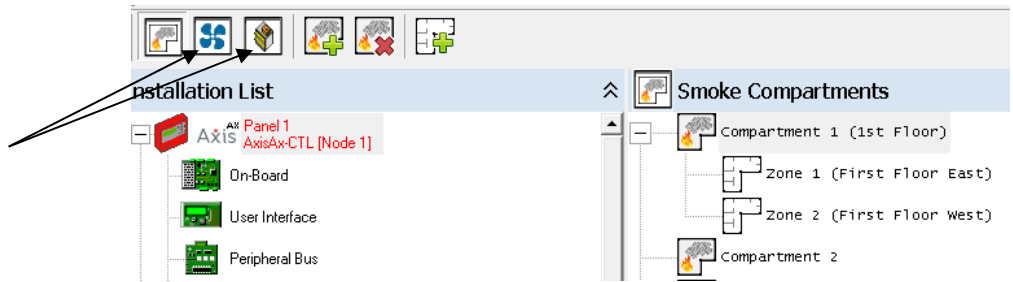 nstallation List
Smoke Compartments
Axis AX Panel 1
AxisAx-CTL [Node 1]
On-Board
User Interface
Peripheral Bus
Compartment 1 (1st Floor)
Zone 1 (First Floor East)
Zone 2 (First Floor West)
Compartment 2